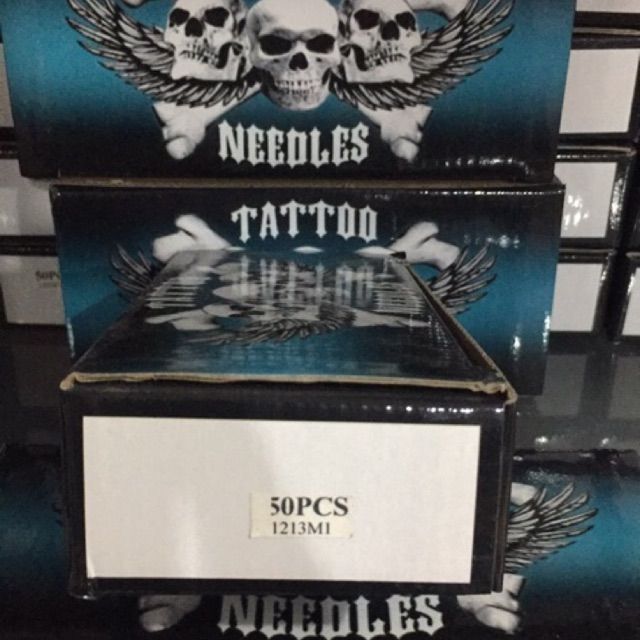 NEEDLES
TATTOO
50PCS
1213M1
NEEDLES